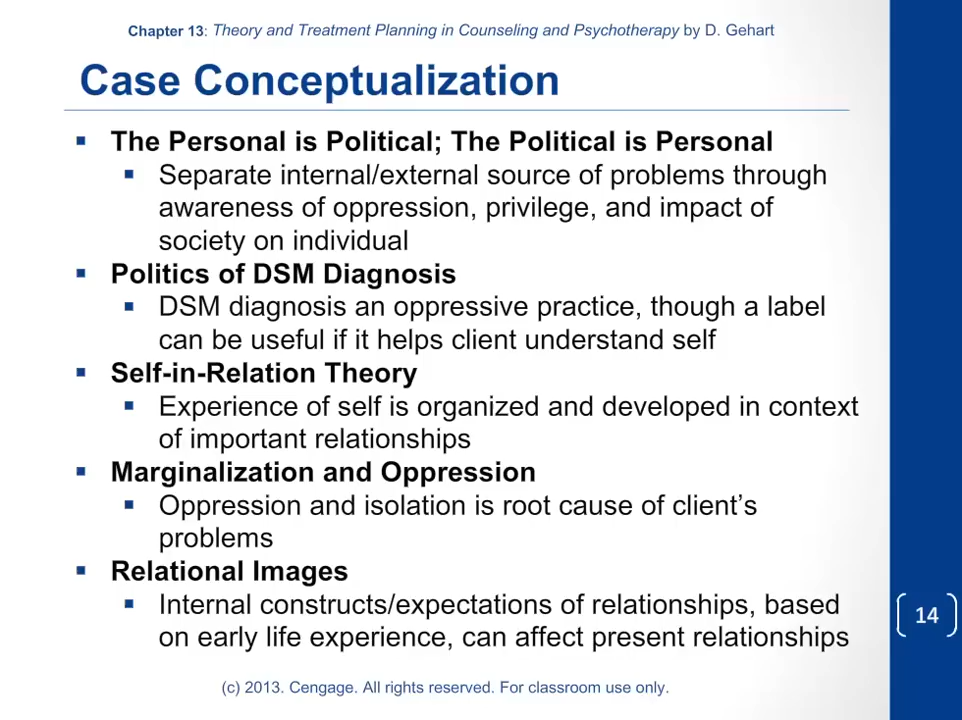 Chapter 13: Theory and Treatment Planning in Counseling and Psychotherapy by D. Gehart
Case Conceptualization
▪ The Personal is Political; The Political is Personal
▪ Separate internal/external source of problems through
awareness of oppression, privilege, and impact of
society on individual
▪ Politics of DSM Diagnosis
▪ DSM diagnosis an oppressive practice, though a label
can be useful if it helps client understand self
▪ Self-in-Relation Theory
▪ Experience of self is organized and developed in context
of important relationships
▪ Marginalization and Oppression
▪ Oppression and isolation is root cause of client’s
problems
▪ Relational Images
▪ Internal constructs/expectations of relationships, based
on early life experience, can affect present relationships
14
(c) 2013. Cengage. All rights reserved. For classroom use only.